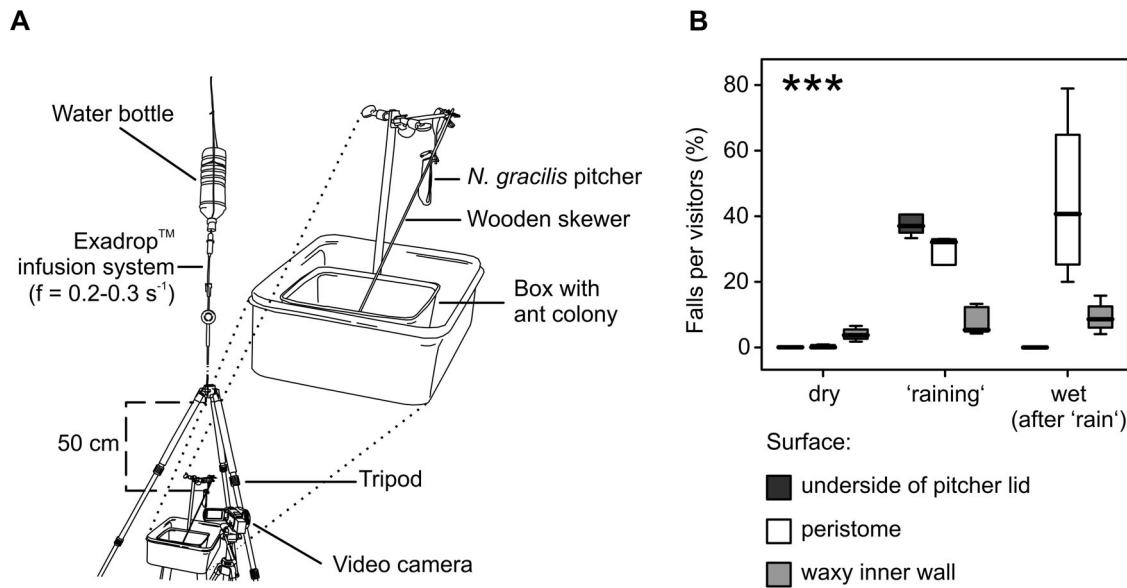 A
Water bottle
Exadrop™
infusion system
(f = 0.2-0.3 s⁻¹)
50 cm
N. gracilis pitcher
Wooden skewer
Box with
ant colony
Tripod
Video camera
B
Falls per visitors (%)
80
60
40
20
0
***
dry
‘raining‘
wet
(after ‘rain‘)
Surface:
underside of pitcher lid
peristome
waxy inner wall